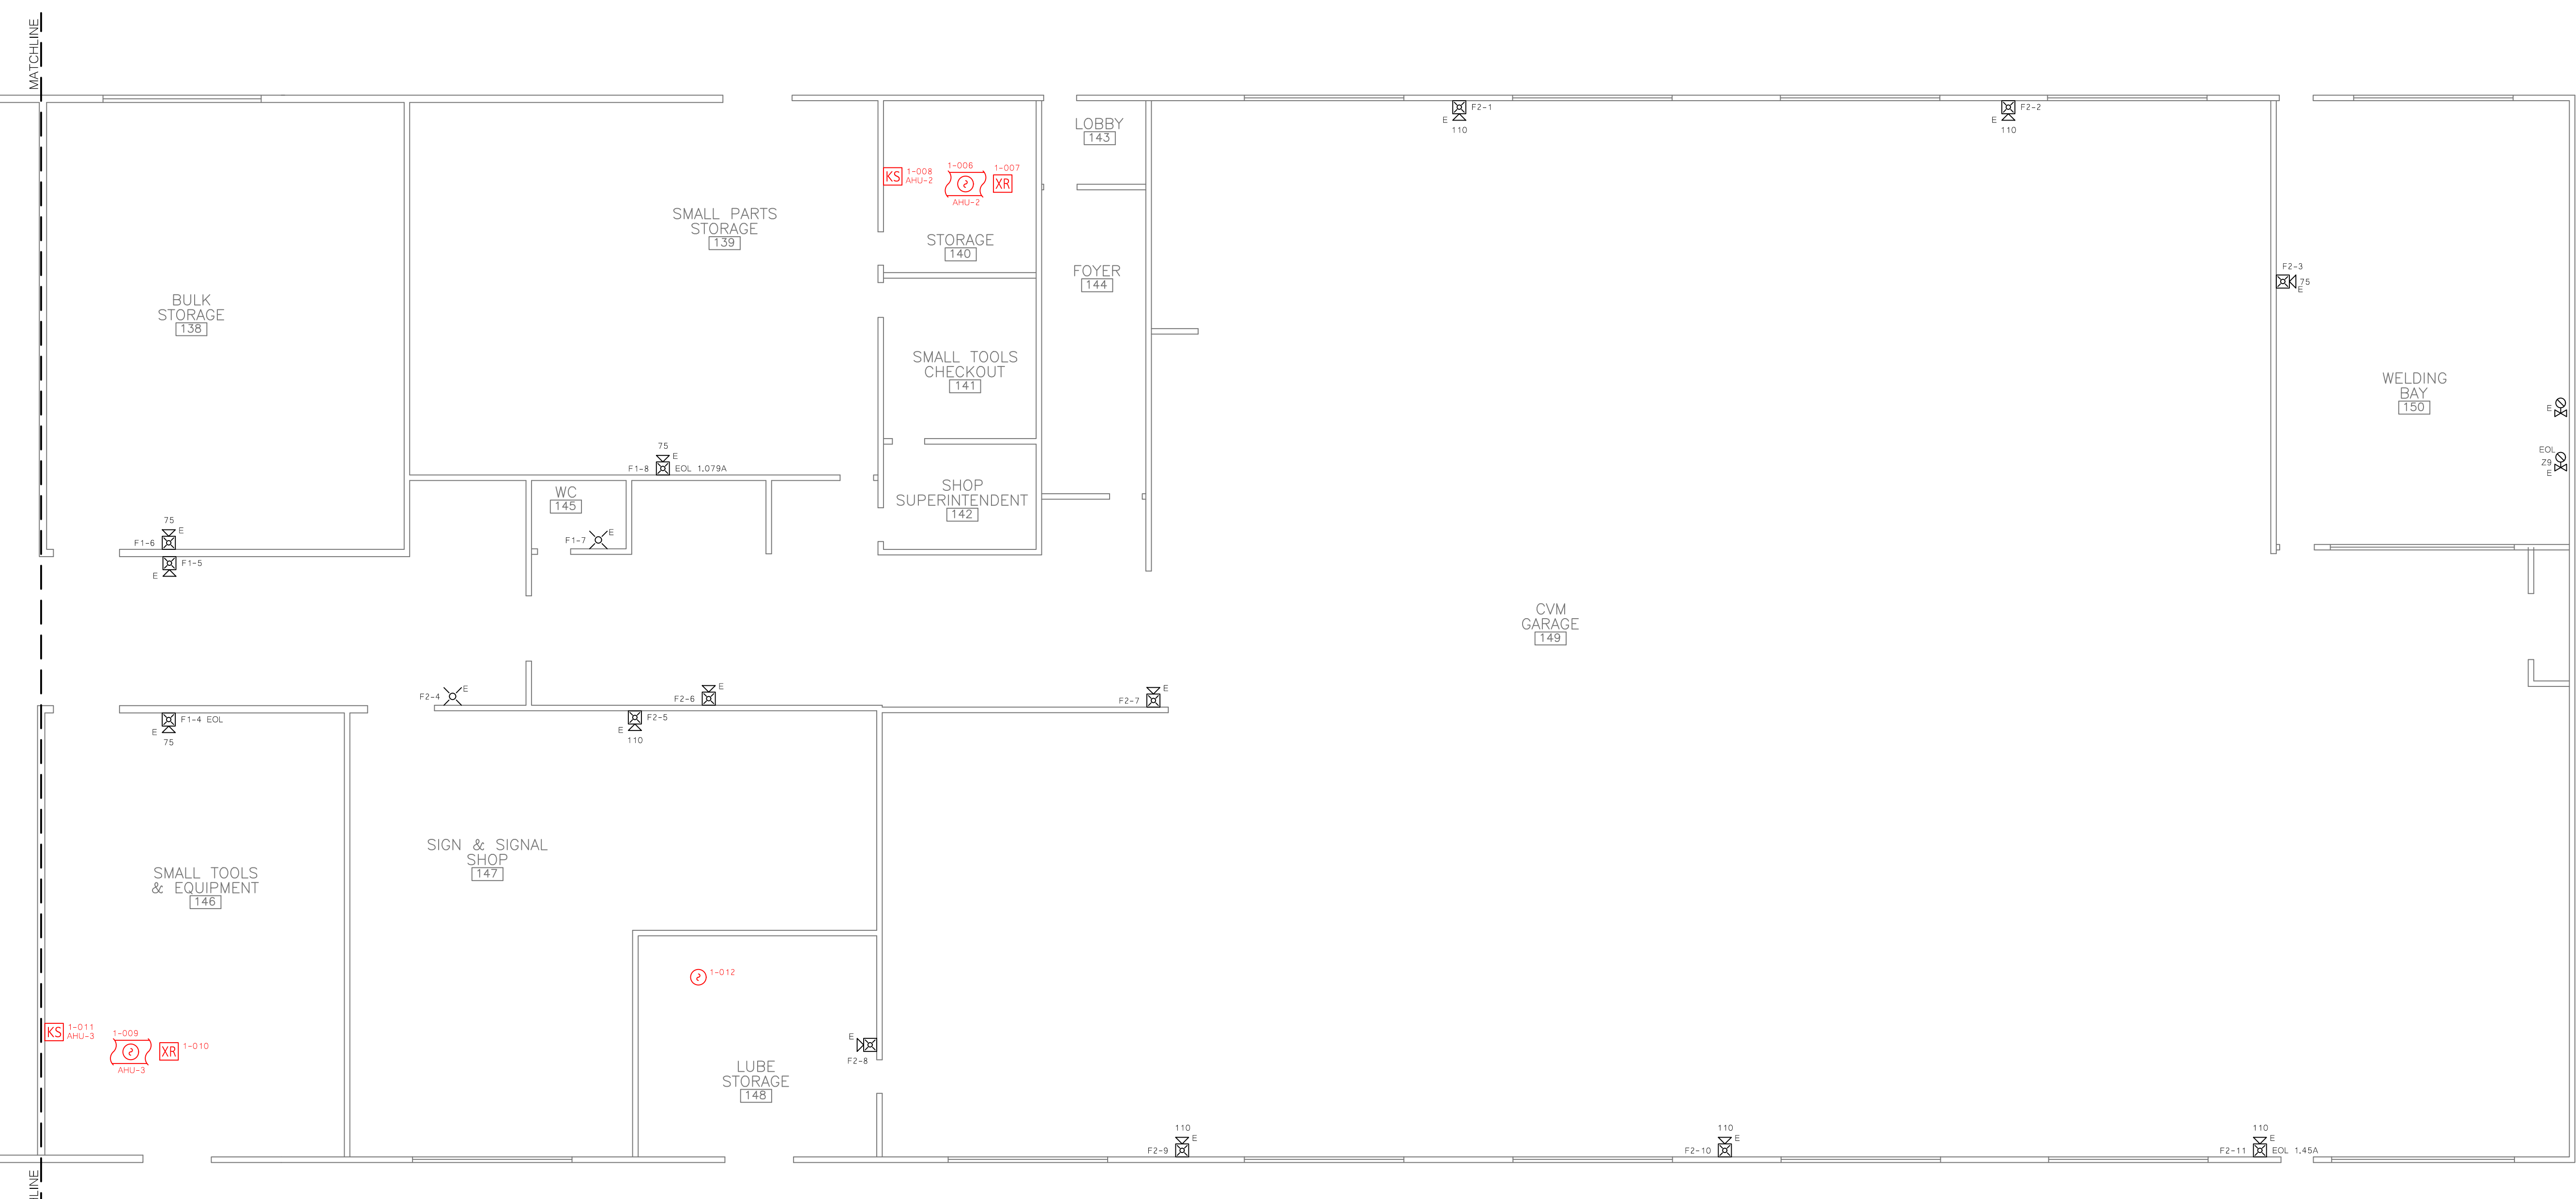 MATCHLINE
F2-1
E
110
F2-2
E
110
LOBBY
143
1-008
AHU-2
KS
1-006
AHU-2
1-007
XR
SMALL PARTS
STORAGE
139
STORAGE
140
FOYER
144
F2-3
75
E
BULK
STORAGE
138
SMALL TOOLS
CHECKOUT
141
WELDING
BAY
150
E
EOL
Z9
E
75
E
F1-8
EOL 1.079A
WC
145
SHOP
SUPERINTENDENT
142
75
E
F1-6
F1-5
E
F1-7
E
CVM
GARAGE
149
F2-4
E
F2-6
E
F2-7
E
F1-4 EOL
E
75
F2-5
E
110
SIGN & SIGNAL
SHOP
147
SMALL TOOLS
& EQUIPMENT
146
1-012
KS
1-011
AHU-3
1-009
AHU-3
XR
1-010
E
F2-8
LUBE
STORAGE
148
110
E
F2-9
110
E
F2-10
110
E
F2-11
EOL 1.45A
LINE